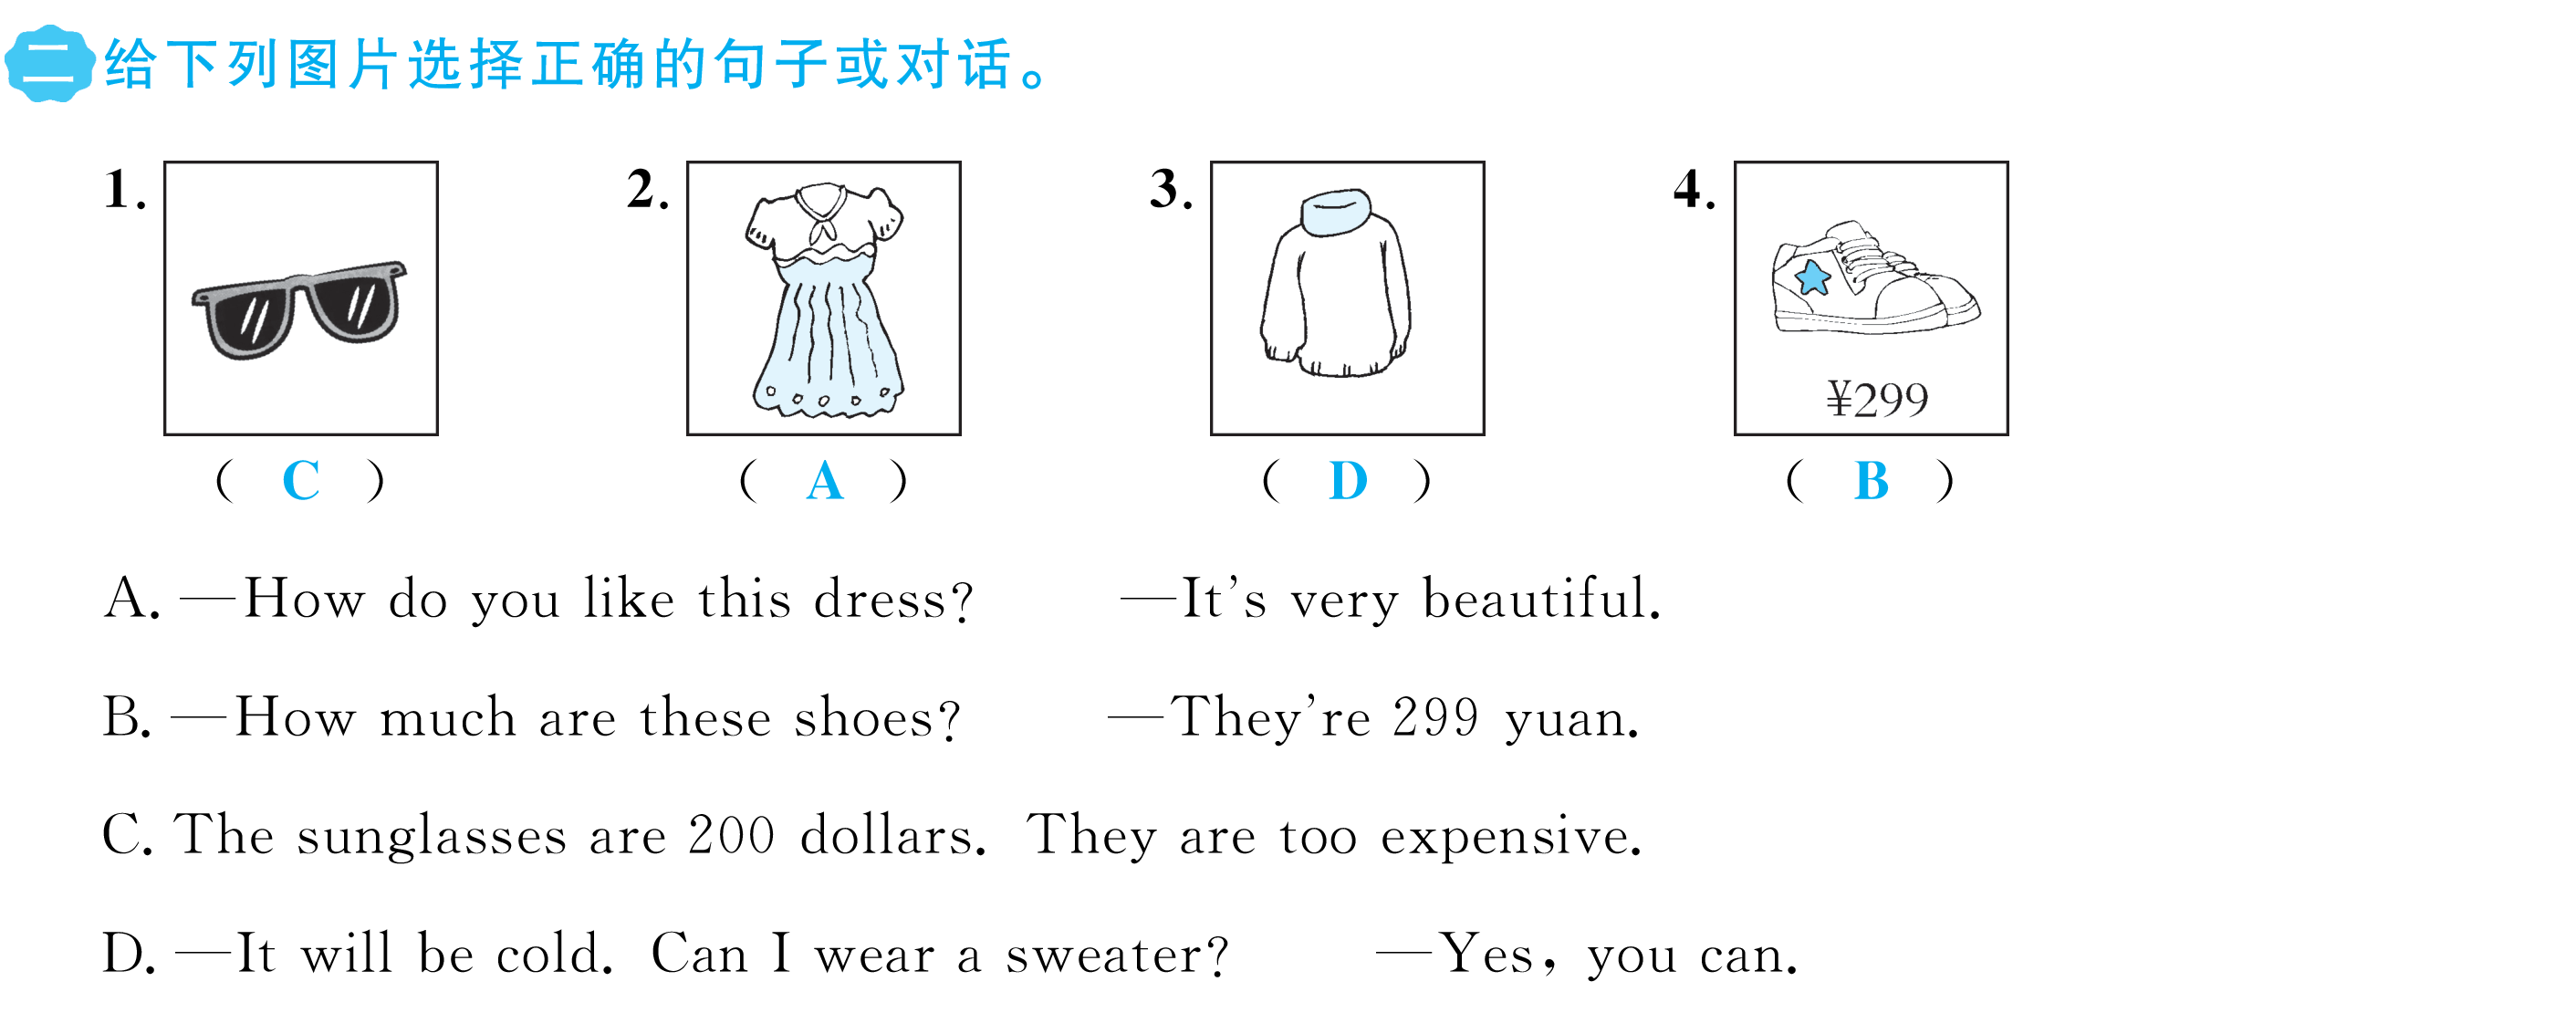 二 给下列图片选择正确的句子或对话。
1. 2. 3. 4.
¥299
( C ) ( A ) ( D ) ( B )
A. —How do you like this dress? —It's very beautiful.
B. —How much are these shoes? —They're 299 yuan.
C. The sunglasses are 200 dollars. They are too expensive.
D. —It will be cold. Can I wear a sweater? —Yes, you can.